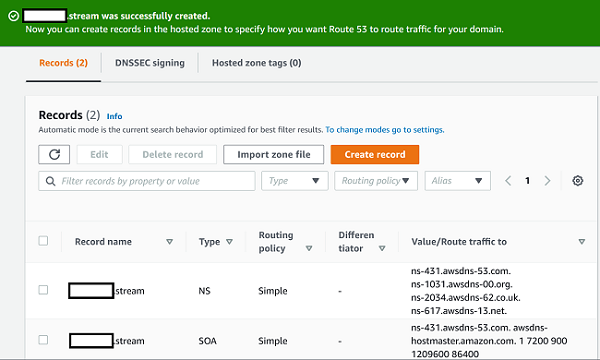 .stream was successfully created.
Now you can create records in the hosted zone to specify how you want Route 53 to route traffic for your domain.
Records (2)
DNSSEC signing
Hosted zone tags (0)
Records (2) Info
Automatic mode is the current search behavior optimized for best filter results. To change modes go to settings.
Edit
Delete record
Import zone file
Create record
Filter records by property or value
Type
Routing policy
Alias
1
Record name
Type
Routing
policy
Differen
tiator
Value/Route traffic to
.stream
NS
Simple
-
ns-431.awsdns-53.com.
ns-1031.awsdns-00.org.
ns-2034.awsdns-62.co.uk.
ns-617.awsdns-13.net.
.stream
SOA
Simple
-
ns-431.awsdns-53.com. awsdns-
hostmaster.amazon.com. 1 7200 900
1209600 86400